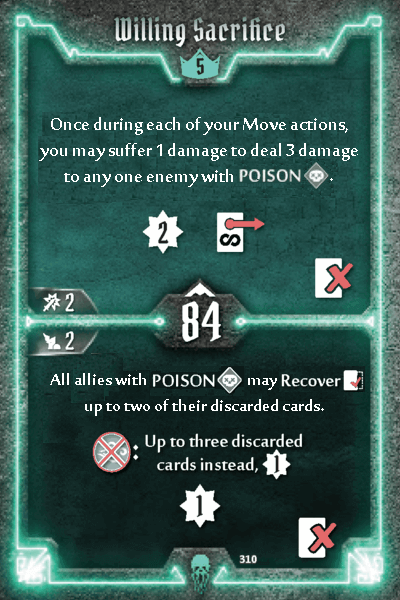 Willing Sacrifice
5
Once during each of your Move actions,
you may suffer 1 damage to deal 3 damage
to any one enemy with POISON.
2
2
84
2
All allies with POISON may Recover
up to two of their discarded cards.
: Up to three discarded
cards instead, 1
1
310